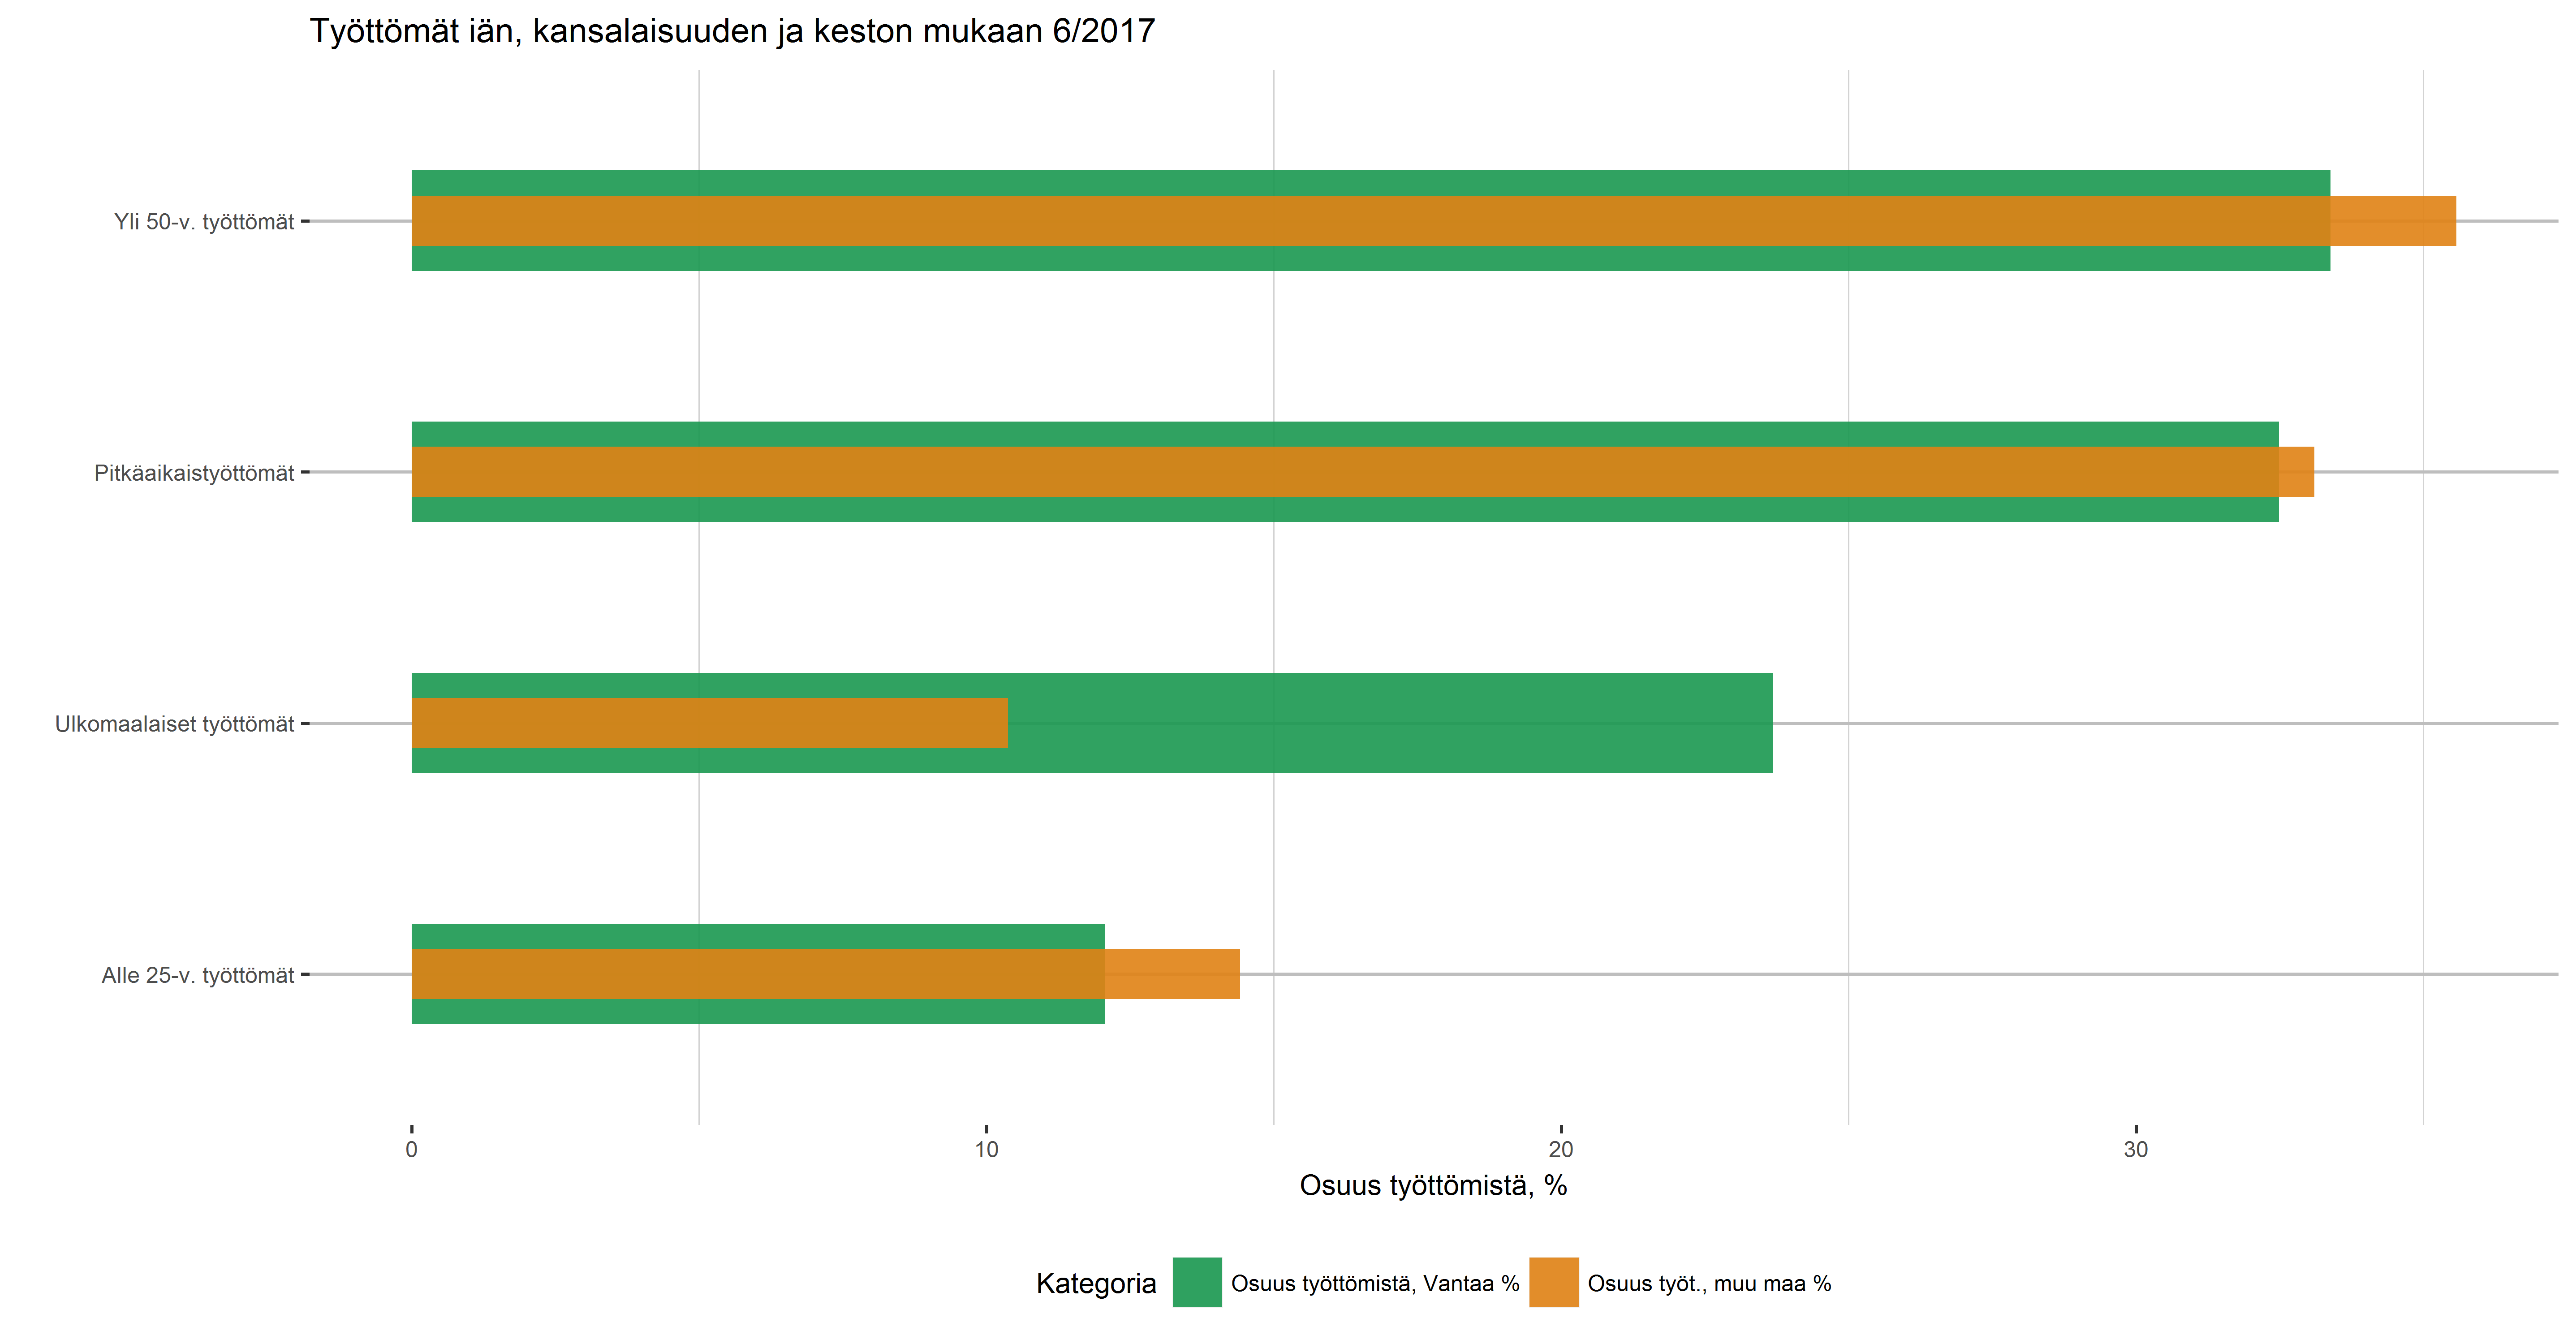 Työttömät iän, kansalaisuuden ja keston mukaan 6/2017
Yli 50-v. työttömät
Pitkäaikaistyöttömät
Ulkomaalaiset työttömät
Alle 25-v. työttömät
0 10 20 30
Osuus työttömistä, %
Kategoria Osuus työttömistä, Vantaa % Osuus työt., muu maa %